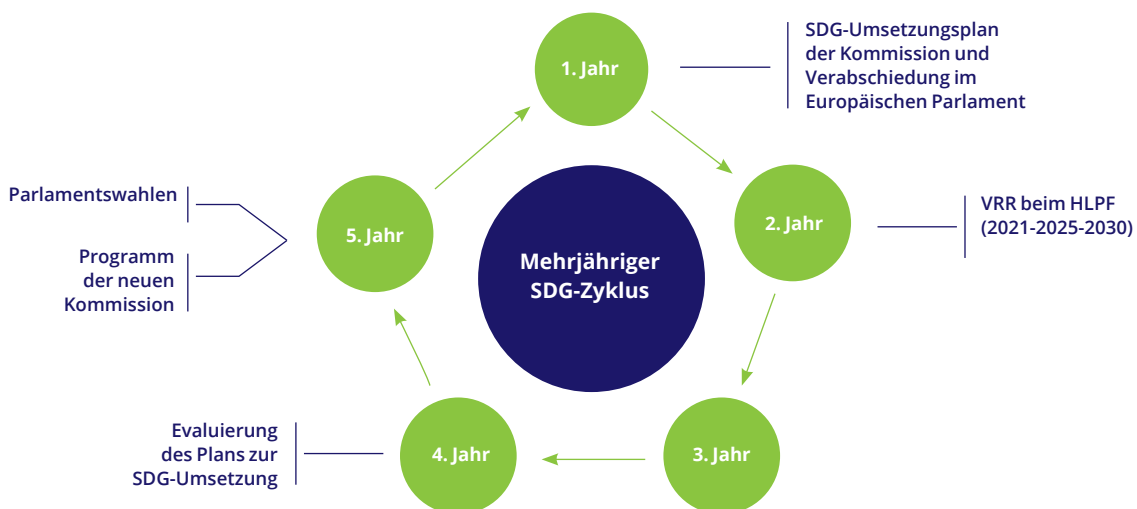 1. Jahr
SDG-Umsetzungsplan
der Kommission und
Verabschiedung im
Europäischen Parlament
2. Jahr
VRR beim HLPF
(2021-2025-2030)
3. Jahr
4. Jahr
Evaluierung
des Plans zur
SDG-Umsetzung
5. Jahr
Parlamentswahlen
Programm
der neuen
Kommission
Mehrjähriger
SDG-Zyklus